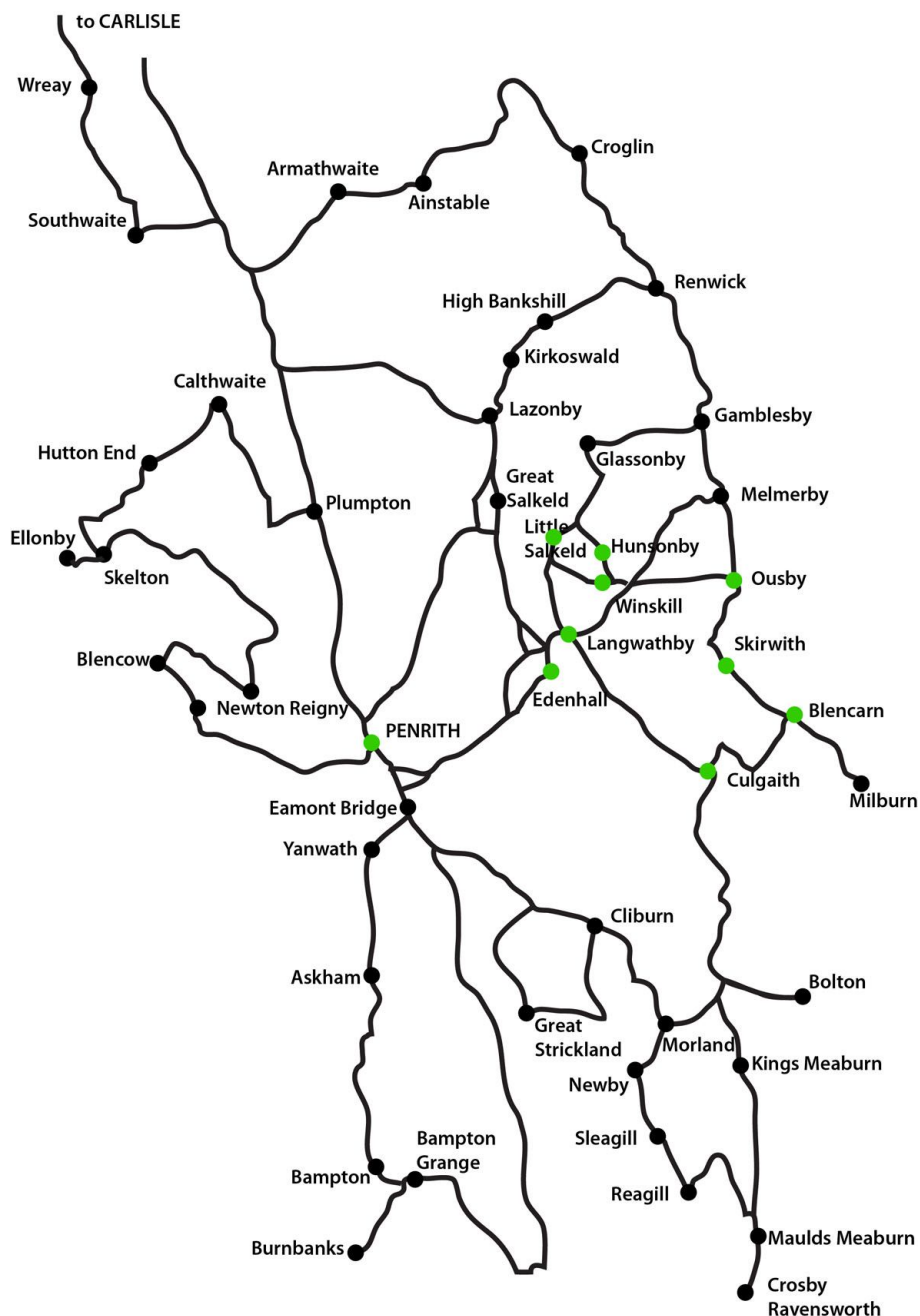 to CARLISLE
Wreay
Croglin
Armathwaite
Ainstable
Southwaite
Renwick
High Bankshill
Kirkoswald
Calthwaite
Lazonby
Gamblesby
Hutton End
Glassonby
Great
Salkeld
Melmerby
Plumpton
Little
Salkeld
Hunsonby
Ellonby
Skelton
Ousby
Winskill
Langwathby
Skirwith
Blencow
Edenhall
Newton Reigny
Blencarn
PENRITH
Culgaith
Milburn
Eamont Bridge
Yanwath
Cliburn
Askham
Bolton
Great
Strickland
Morland
Kings Meaburn
Newby
Sleagill
Bampton
Grange
Bampton
Reagill
Burnbanks
Maulds Meaburn
Crosby
Ravensworth